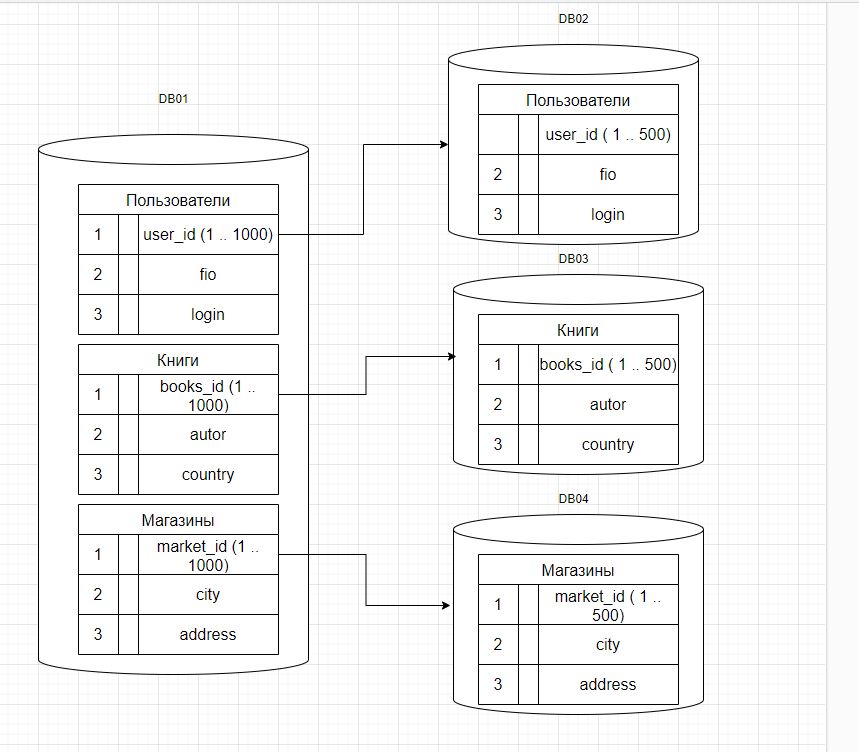 DB01
Пользователи
1
user_id (1 .. 1000)
2
fio
3
login
Книги
1
books_id (1 ..
1000)
2
autor
3
country
Магазины
1
market_id (1 ..
1000)
2
city
3
address
DB02
Пользователи
user_id ( 1 .. 500)
2
fio
3
login
DB03
Книги
1
books_id ( 1 .. 500)
2
autor
3
country
DB04
Магазины
1
market_id ( 1 ..
500)
2
city
3
address